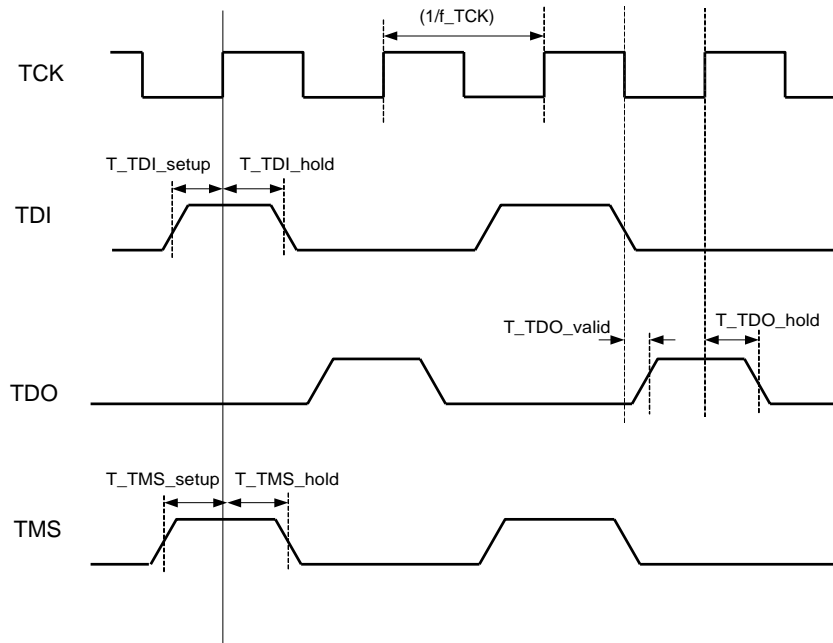 (1/f_TCK)
TCK
T_TDI_setup T_TDI_hold
TDI
T_TDO_valid T_TDO_hold
TDO
T_TMS_setup T_TMS_hold
TMS